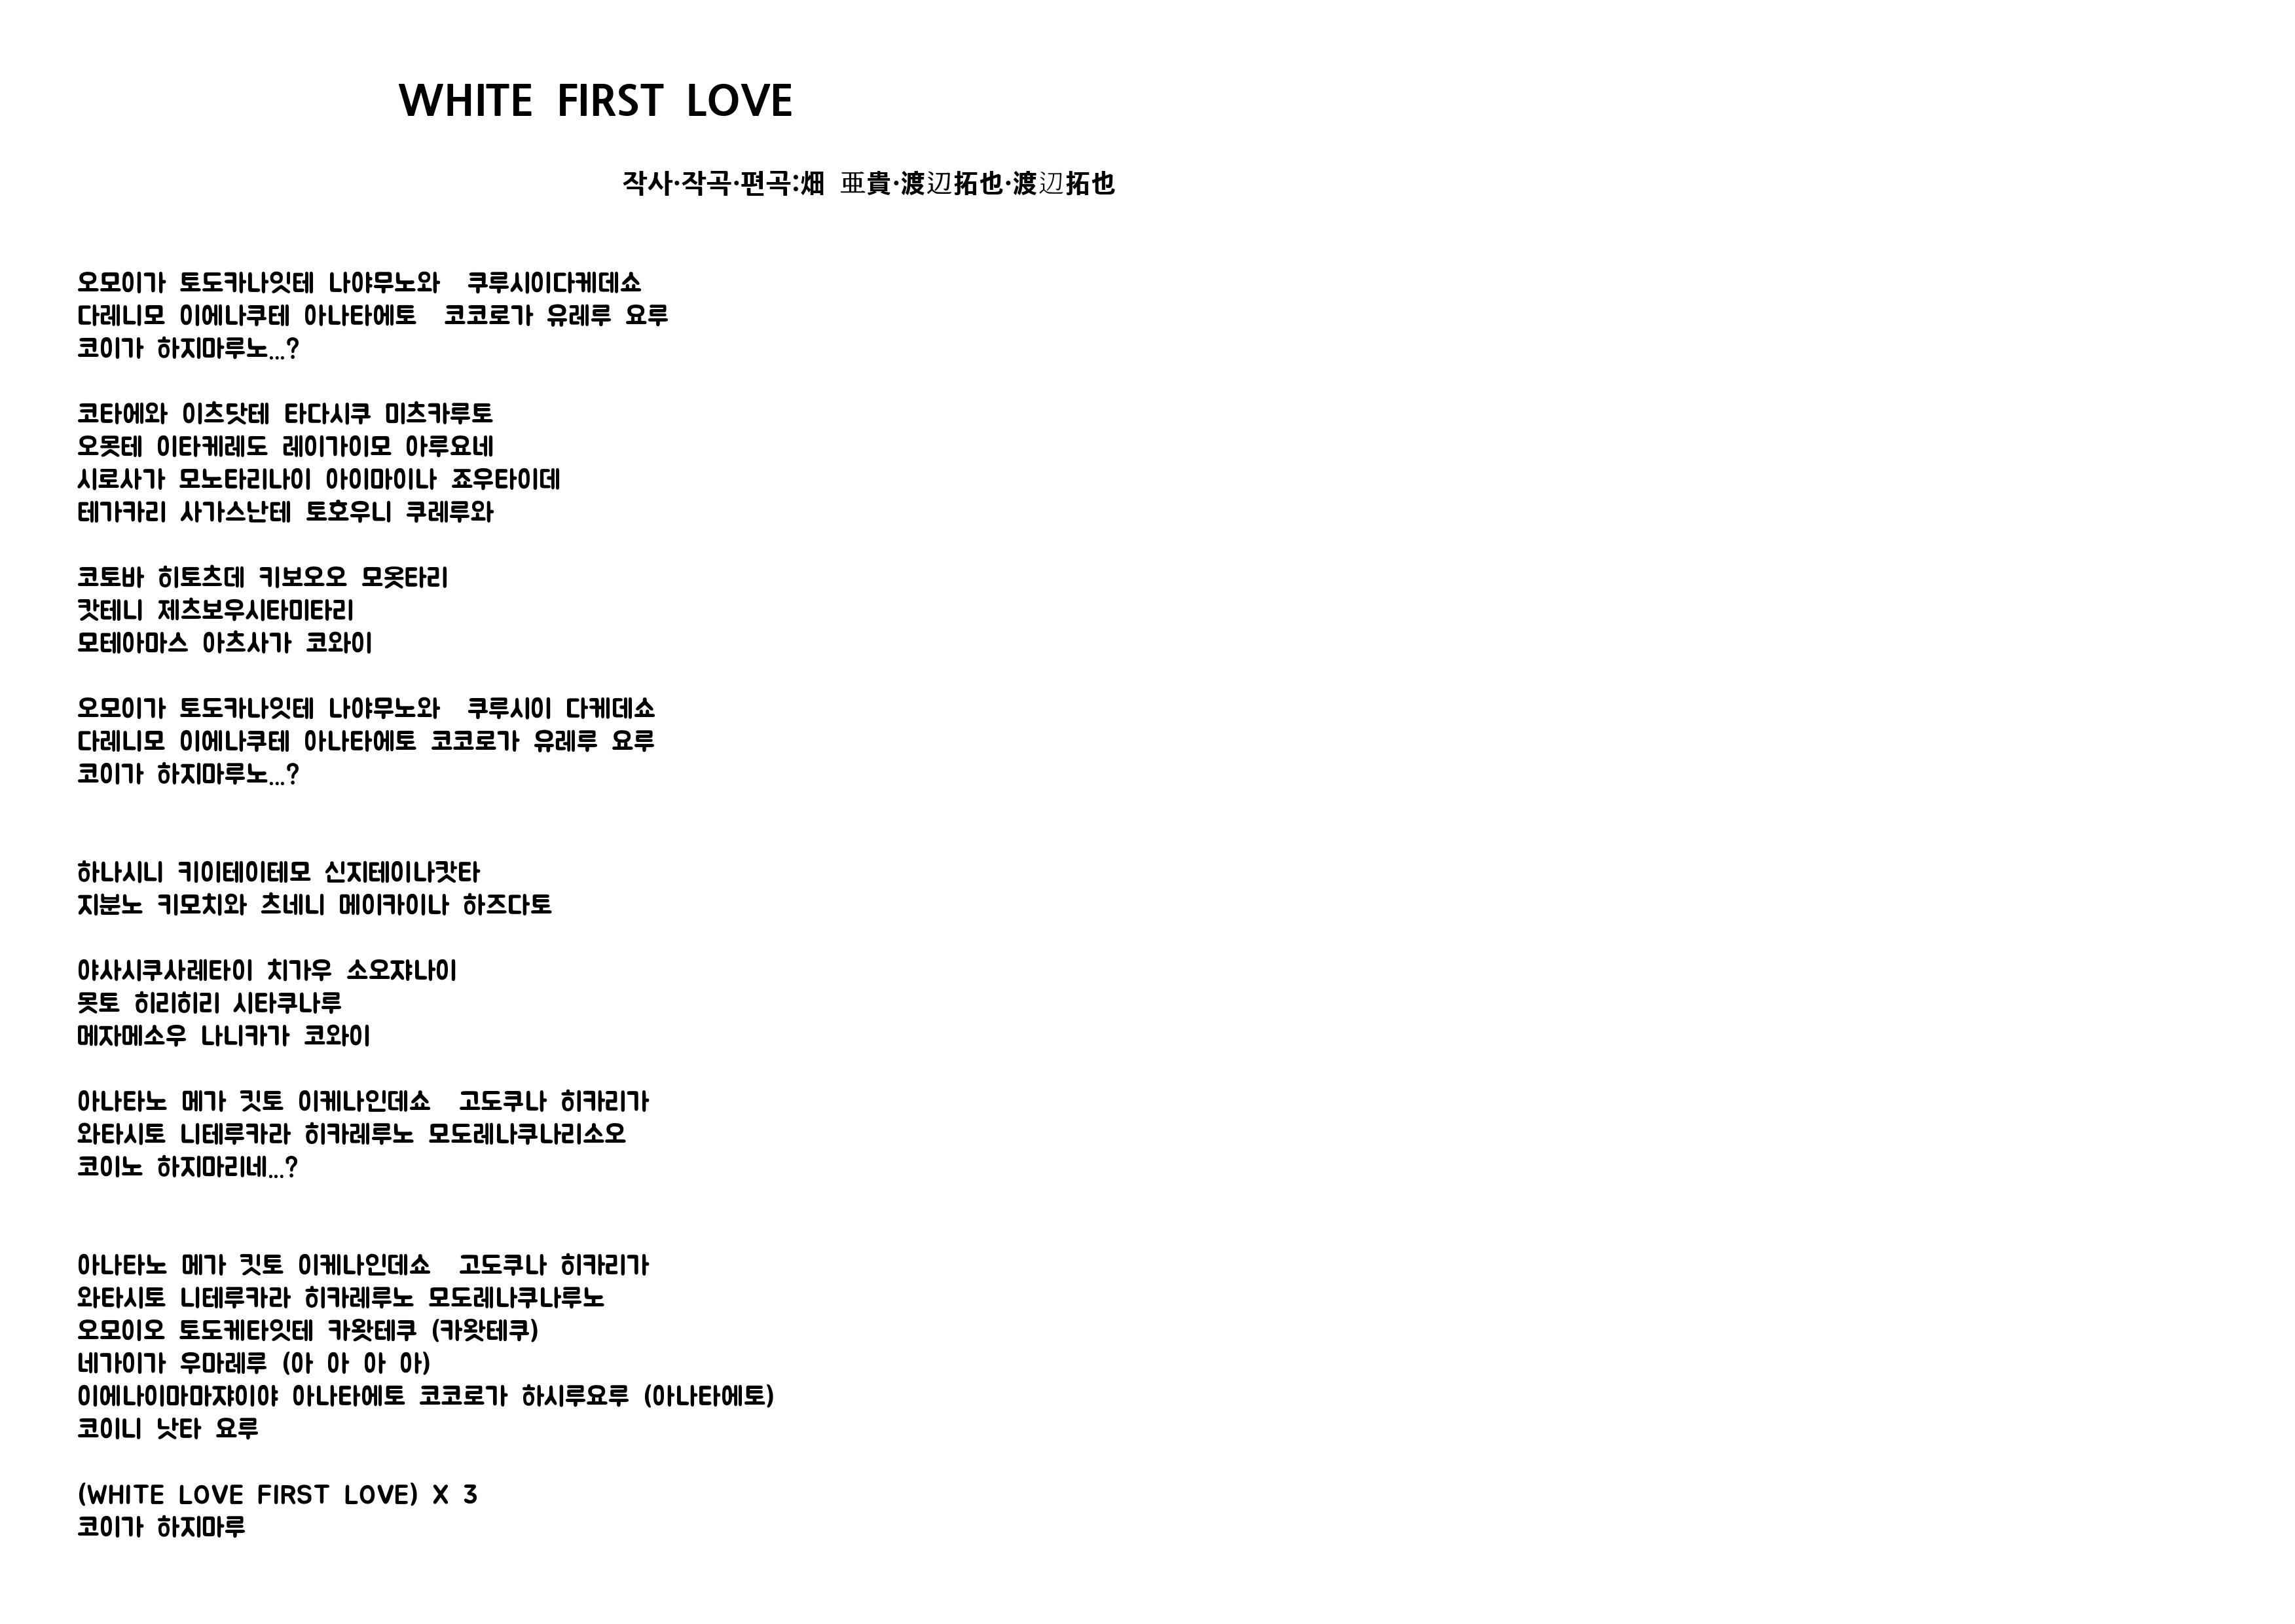 WHITE FIRST LOVE
작사·작곡·편곡:畑 亜貴·渡辺拓也·渡辺拓也
오모이가 토도카나잇테 나야무노와 쿠루시이다케데쇼
다레니모 이에나쿠테 아나타에토 코코로가 유레루 요루
코이가 하지마루노...?
코타에와 이츠닷테 타다시쿠 미츠카루토
오못테 이타케레도 레이가이모 아루요네
시로사가 모노타리나이 아이마이나 죠우타이데
테가카리 사가스난테 토호우니 쿠레루와
코토바 히토츠데 키보오오 모옷타리
캇테니 제츠보우시타미타리
모테아마스 아츠사가 코와이
오모이가 토도카나잇테 나야무노와 쿠루시이 다케데쇼
다레니모 이에나쿠테 아나타에토 코코로가 유레루 요루
코이가 하지마루노...?
하나시니 키이테이테모 신지테이나캇타
지분노 키모치와 츠네니 메이카이나 하즈다토
야사시쿠사레타이 치가우 소오쟈나이
못토 히리히리 시타쿠나루
메자메소우 나니카가 코와이
아나타노 메가 킷토 이케나인데쇼 고도쿠나 히카리가
와타시토 니테루카라 히카레루노 모도레나쿠나리소오
코이노 하지마리네...?
아나타노 메가 킷토 이케나인데쇼 고도쿠나 히카리가
와타시토 니테루카라 히카레루노 모도레나쿠나루노
오모이오 토도케타잇테 카왓테쿠 (카왓테쿠)
네가이가 우마레루 (아 아 아 아)
이에나이마마쟈이야 아나타에토 코코로가 하시루요루 (아나타에토)
코이니 낫타 요루
(WHITE LOVE FIRST LOVE) X 3
코이가 하지마루